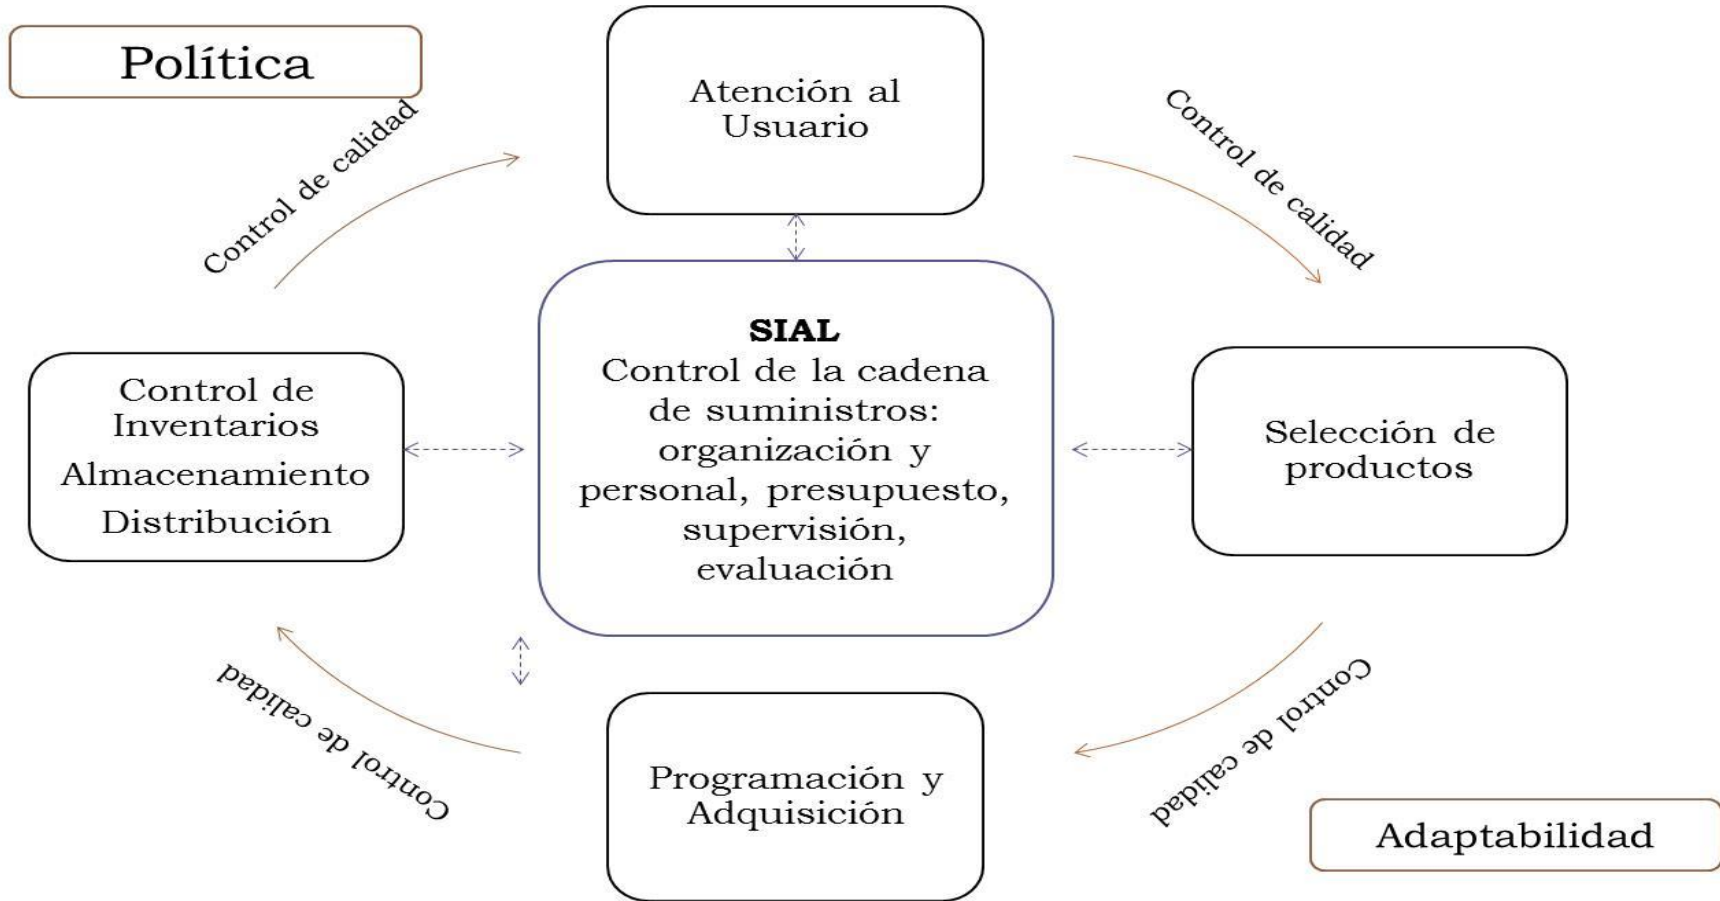 Política
Atención al
Usuario
Control de calidad
Control de calidad
SIAL
Control de la cadena
de suministros:
organización y
personal, presupuesto,
supervisión,
evaluación
Control de
Inventarios
Almacenamiento
Distribución
Selección de
productos
Control de calidad
Control de calidad
Programación y
Adquisición
Adaptabilidad